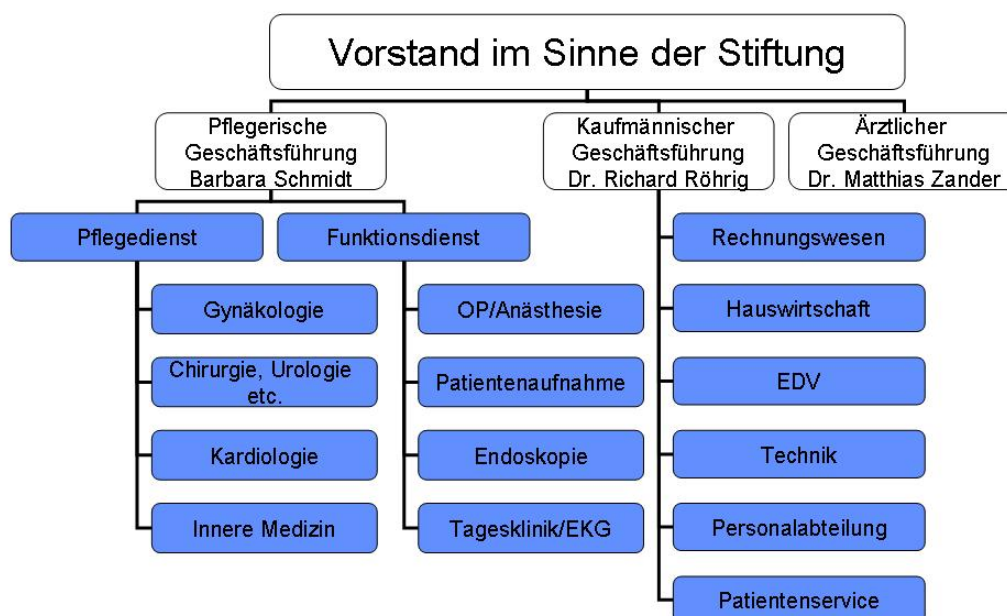 Vorstand im Sinne der Stiftung
Pflegerische
Geschäftsführung
Barbara Schmidt
Kaufmännischer
Geschäftsführung
Dr. Richard Röhrig
Ärztlicher
Geschäftsführung
Dr. Matthias Zander
Pflegedienst
Funktionsdienst
Rechnungswesen
Gynäkologie
OP/Anästhesie
Hauswirtschaft
Chirurgie, Urologie
etc.
Patientenaufnahme
EDV
Kardiologie
Endoskopie
Technik
Innere Medizin
Tagesklinik/EKG
Personalabteilung
Patientenservice